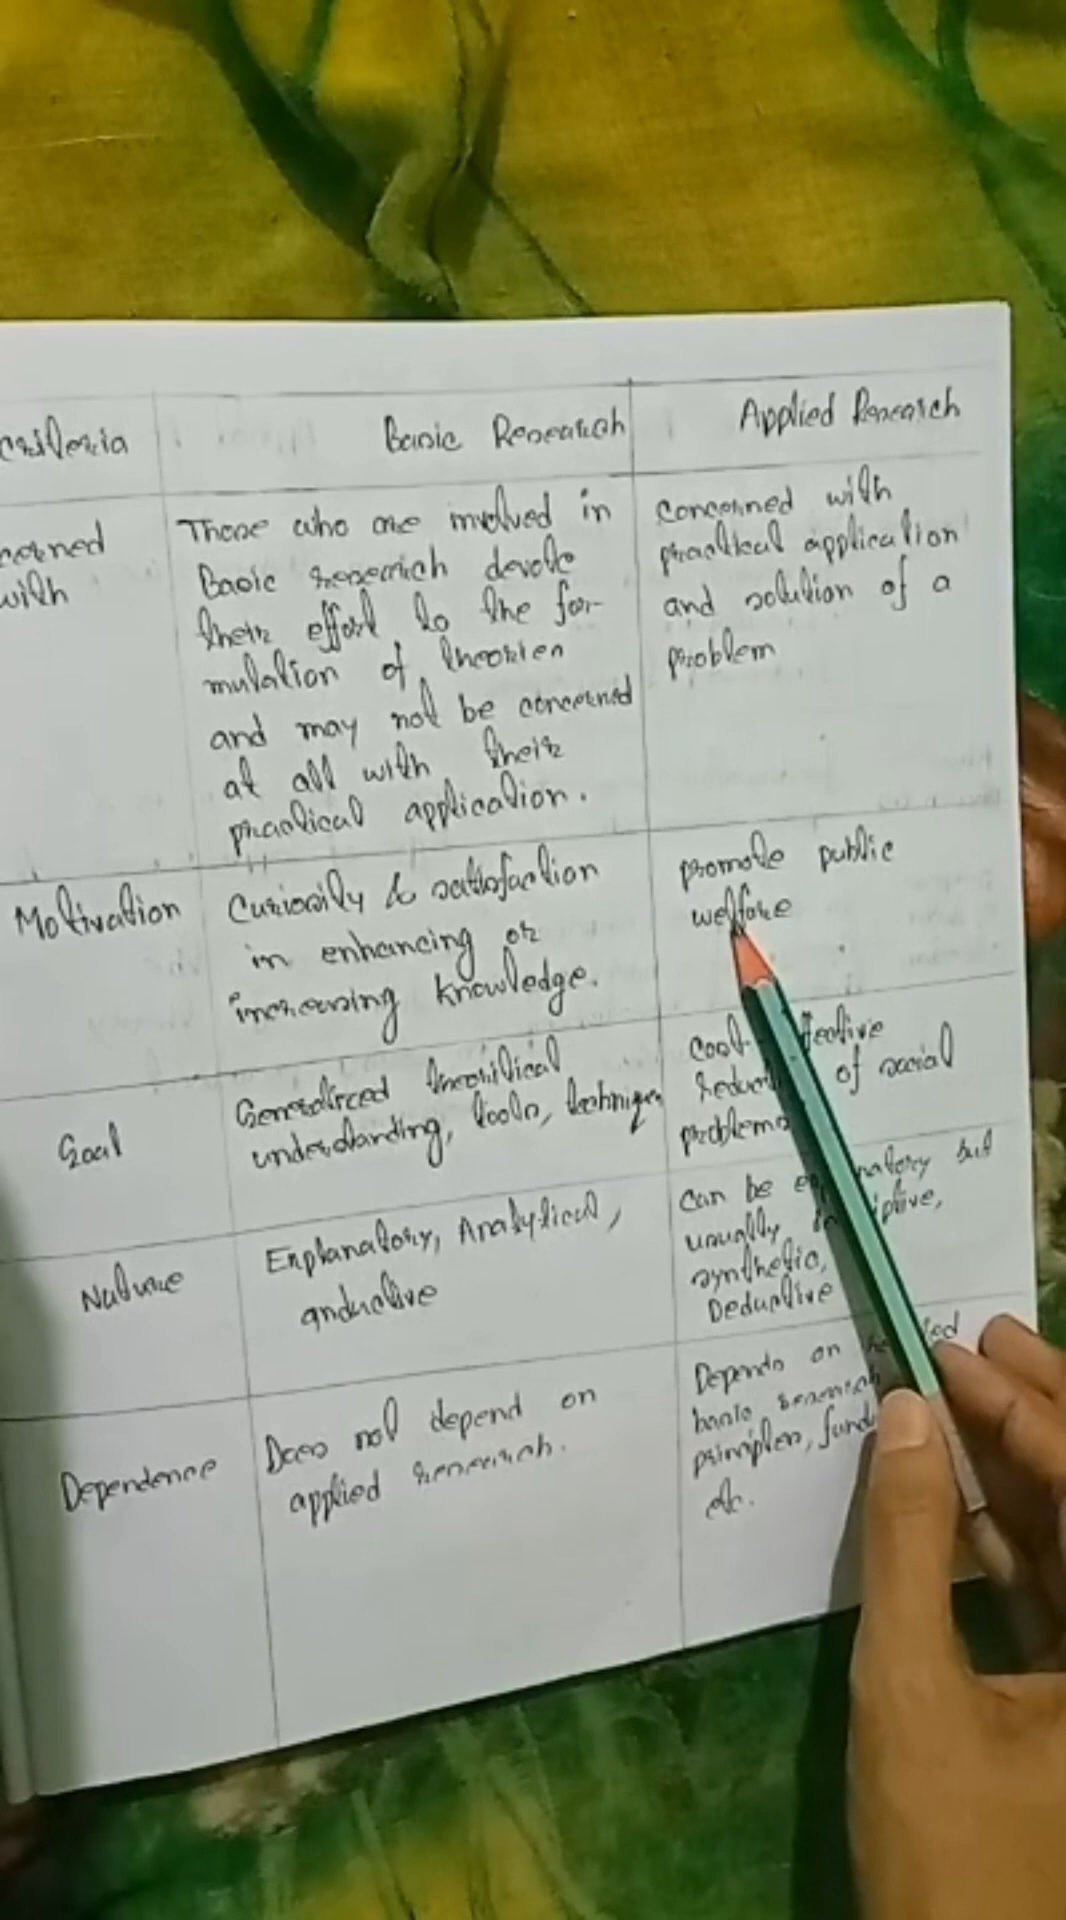 Criteria
Basic Research
Applied Research
with
Those who are involved in
Basic research devote
their effort to the for-
mulation of theories
and may not be concerned
at all with their
practical application.
Concerned with
practical application
and solution of a
problem
Motivation
Curiosity & satisfaction
in enhancing or
increasing knowledge.
promote public
welfare
Goal
understanding, tools,
Cost
of social
problems
Nature
Explanatory, Analytical,
Can be
but
usually
synthetic,
Deductive
Dependence
Does not depend on
applied research.
Depends on
basic research
principles,
etc.